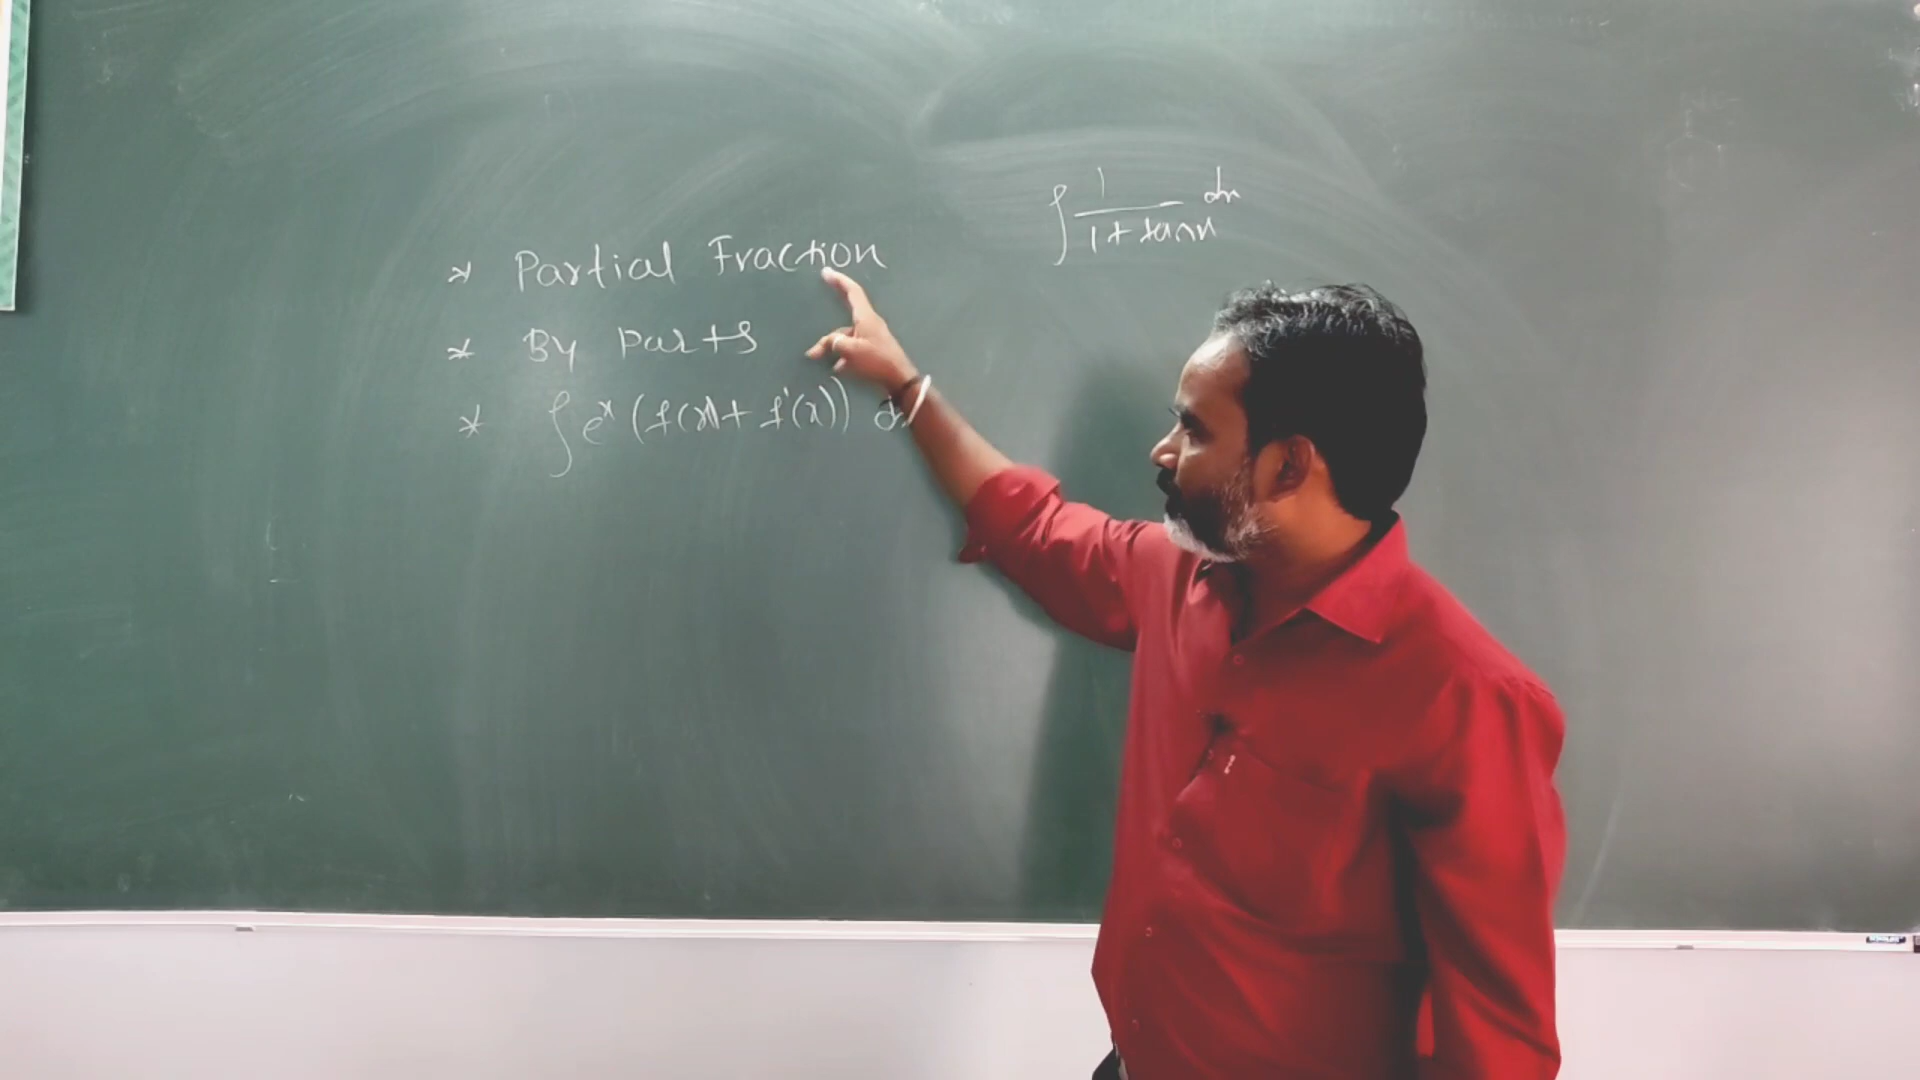 * Partial Fraction
* By Parts
* ∫ eˣ (f(x) + f'(x)) dx
∫ 1/(1 + tanx) dx